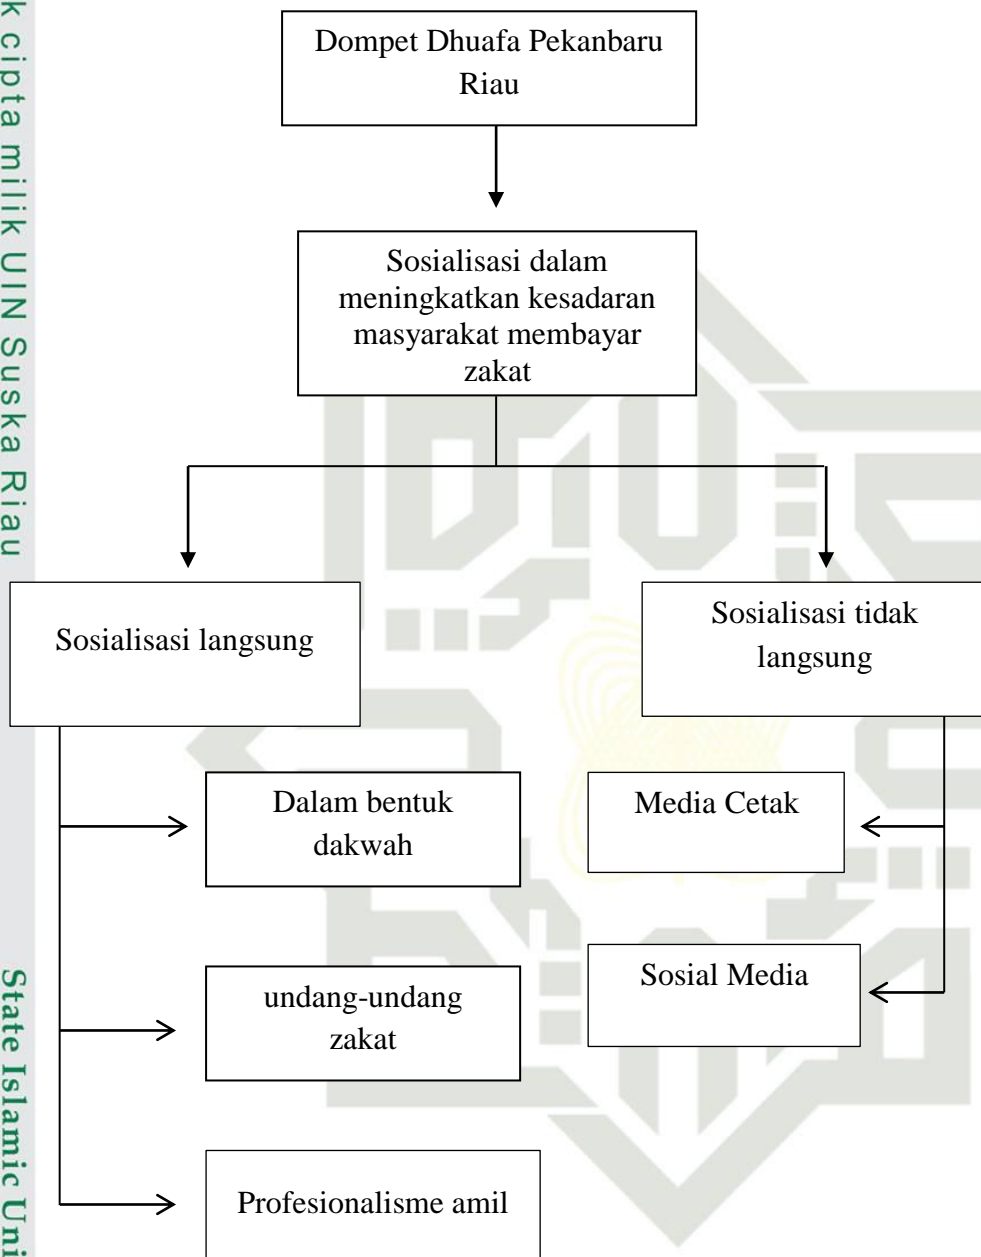 k cipta milik UIN Suska Riau
State Islamic Uni
Dompet Dhuafa Pekanbaru
Riau
Sosialisasi dalam
meningkatkan kesadaran
masyarakat membayar
zakat
Sosialisasi langsung
Sosialisasi tidak
langsung
Dalam bentuk
dakwah
Media Cetak
undang-undang
zakat
Sosial Media
Profesionalisme amil